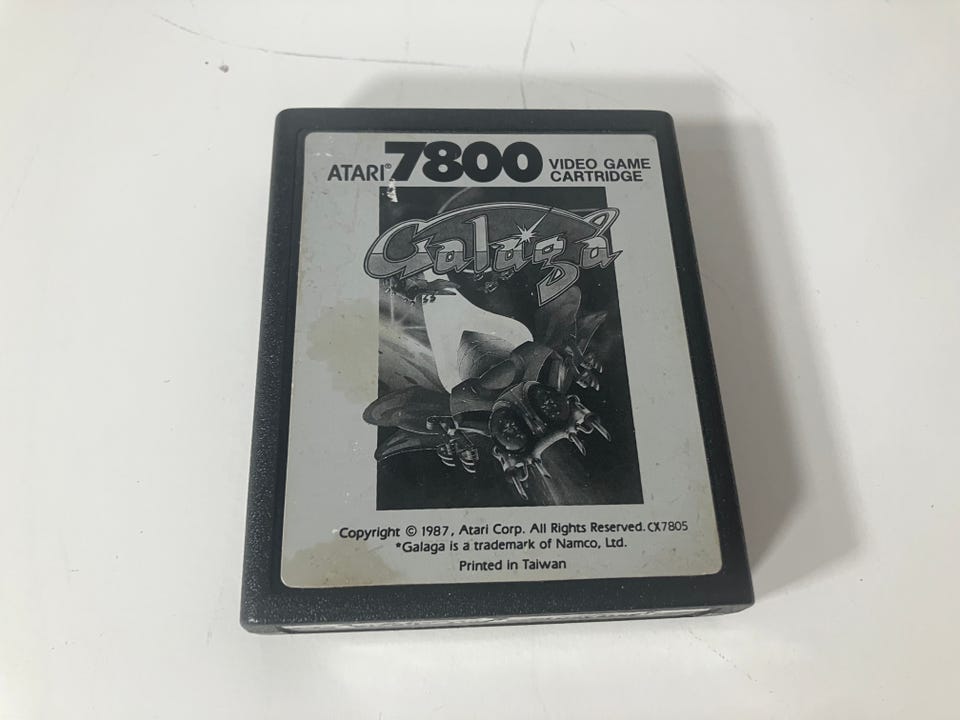 ATARI® 7800 VIDEO GAME
CARTRIDGE
Galaga
Copyright © 1987, Atari Corp. All Rights Reserved. CX7805
*Galaga is a trademark of Namco, Ltd.
Printed in Taiwan